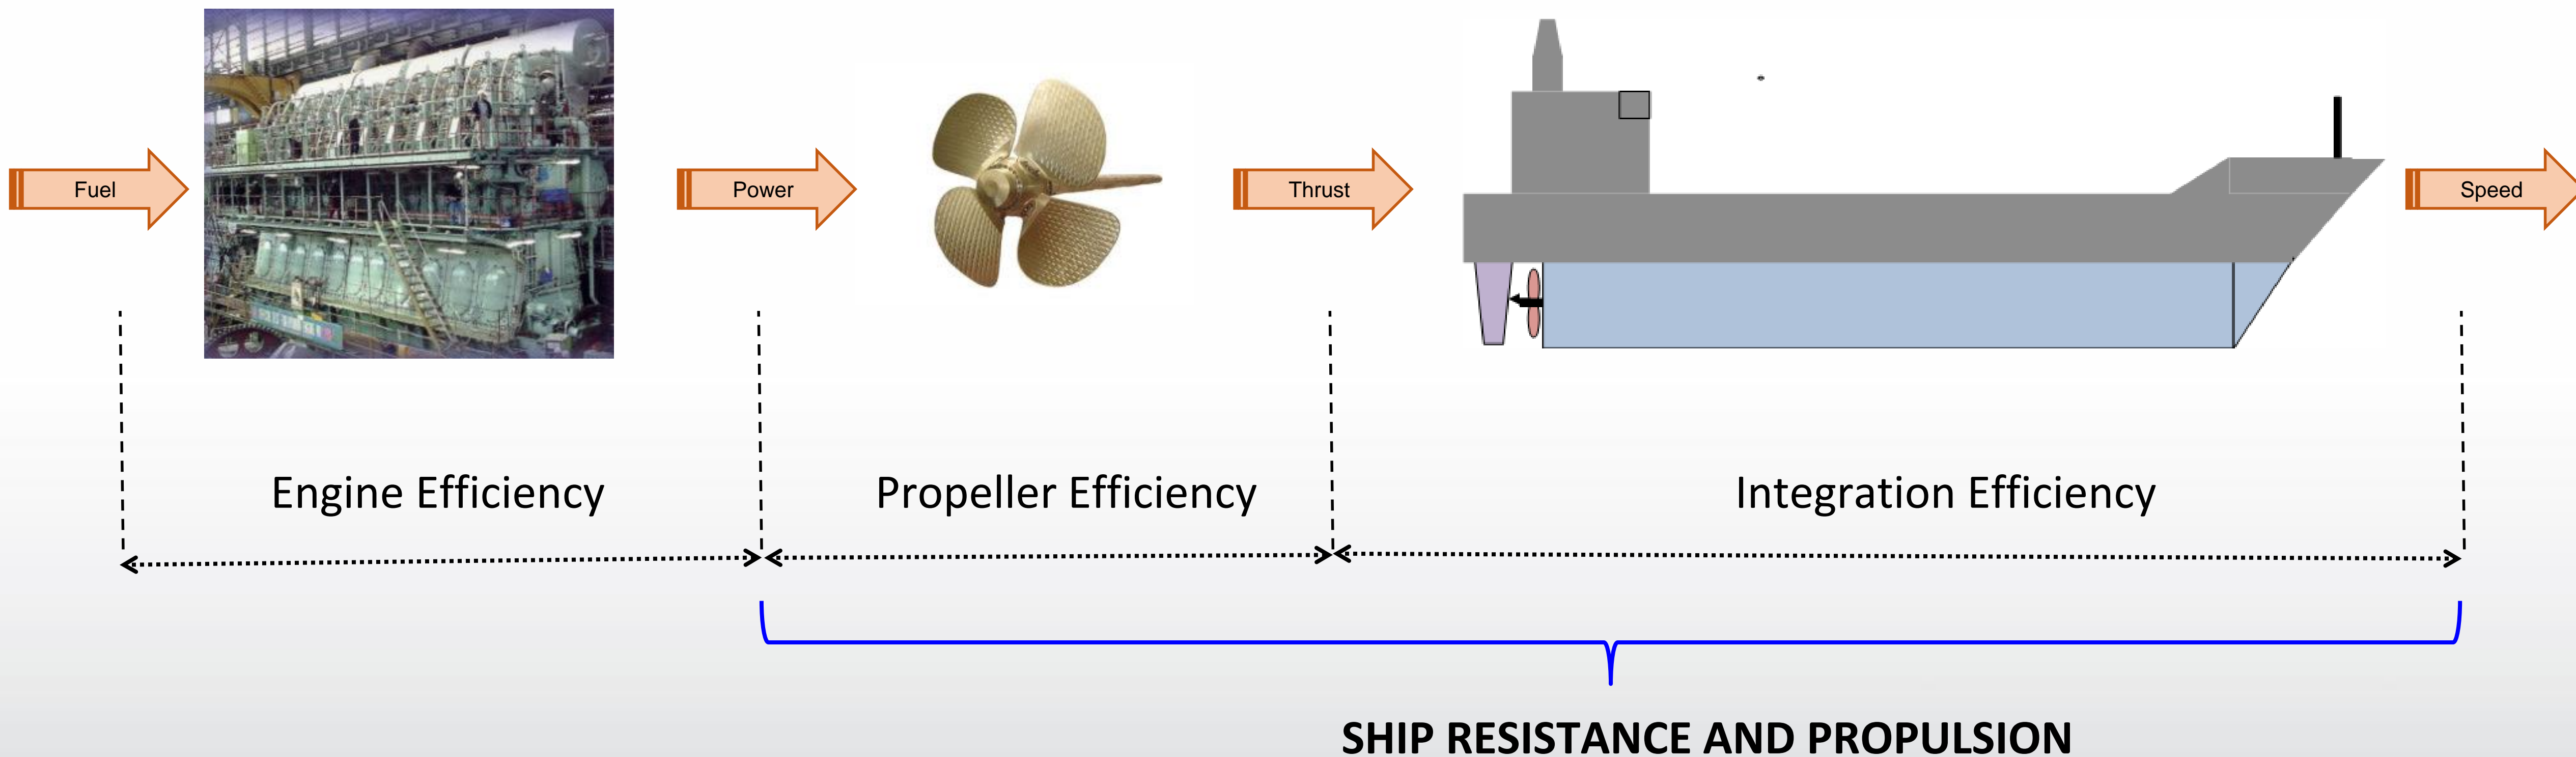 Fuel
Power
Thrust
Speed
Engine Efficiency
Propeller Efficiency
Integration Efficiency
SHIP RESISTANCE AND PROPULSION